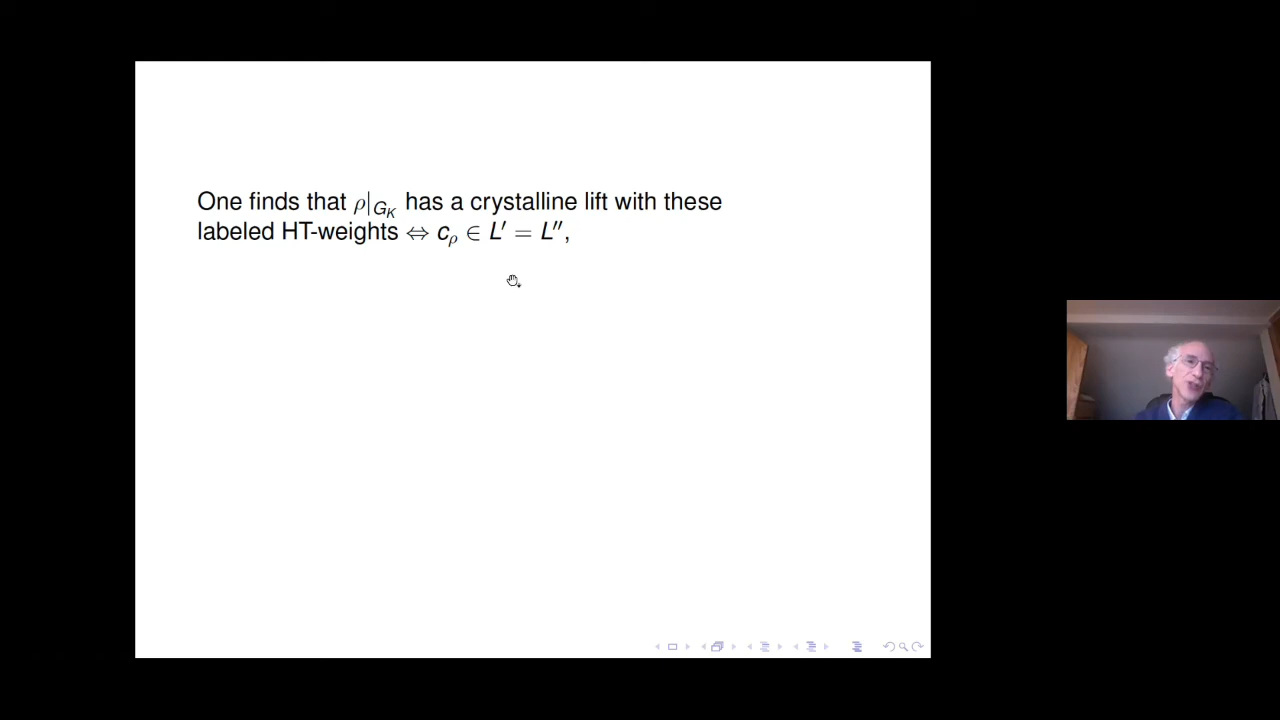 One finds that ρ|_{G_K} has a crystalline lift with these
labeled HT-weights ⇔ c_ρ ∈ L′ = L″,